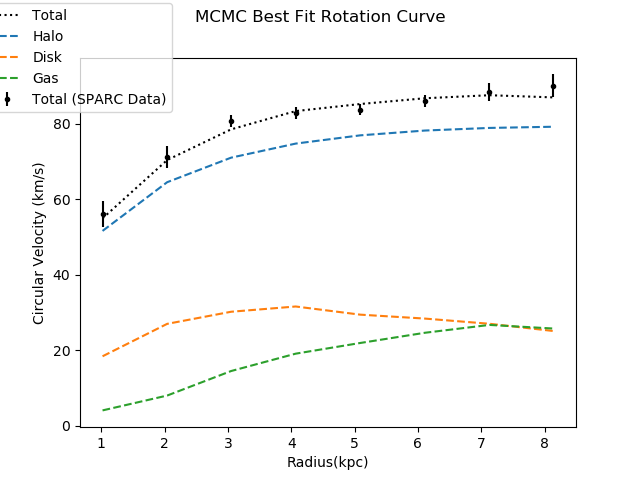 MCMC Best Fit Rotation Curve
Total
Halo
Disk
Gas
Total (SPARC Data)
80
60
40
20
0
Circular Velocity (km/s)
1 2 3 4 5 6 7 8
Radius(kpc)